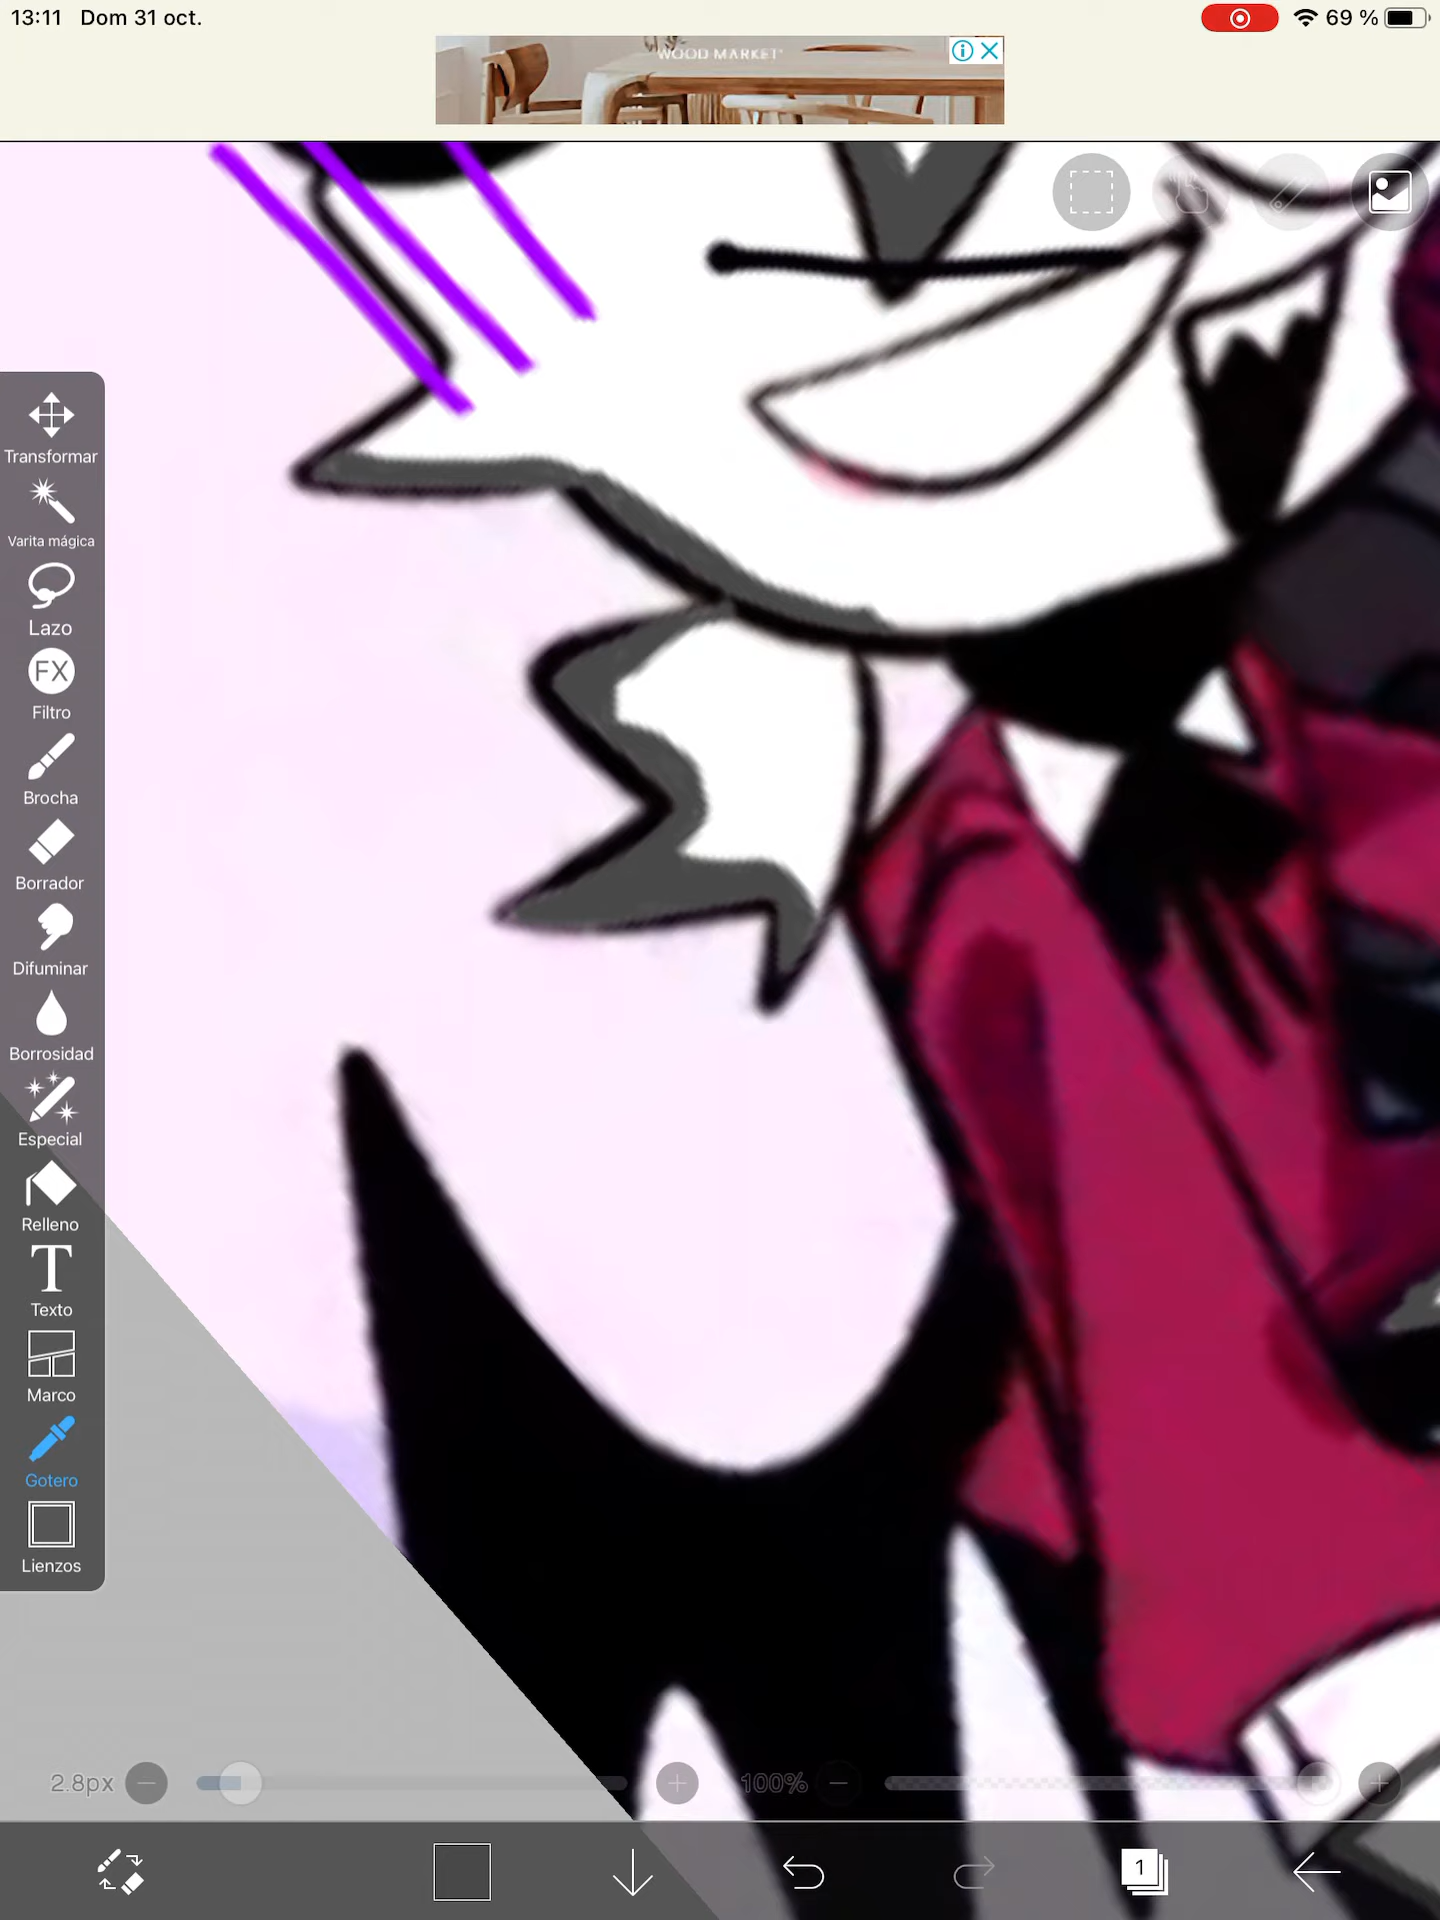 13:11 Dom 31 oct.
69 %
WOOD MARKET
Transformar
Varita mágica
Lazo
FX
Filtro
Brocha
Borrador
Difuminar
Borrosidad
Especial
Relleno
T
Texto
Marco
Gotero
Lienzos
2.8px
100%
1